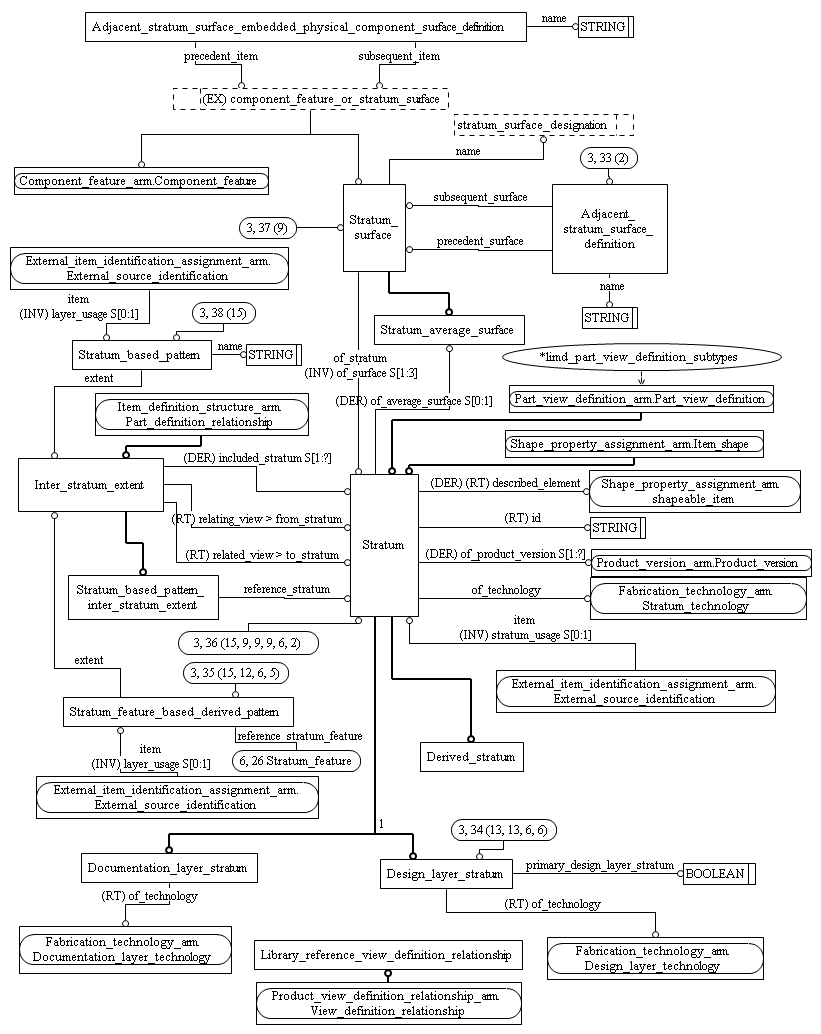 Adjacent_stratum_surface_embedded_physical_component_surface_definition
name
STRING
precedent_item
subsequent_item
(EX) component_feature_or_stratum_surface
stratum_surface_designation
name
3, 33 (2)
Component_feature_arm.Component_feature
Stratum_
surface
subsequent_surface
precedent_surface
Adjacent_
stratum_surface_
definition
3, 37 (9)
name
STRING
External_item_identification_assignment_arm.
External_source_identification
item
(INV) layer_usage S[0:1]
3, 38 (15)
Stratum_average_surface
Stratum_based_pattern
name
STRING
of_stratum
(INV) of_surface S[1:3]
*limd_part_view_definition_subtypes
extent
(DER) of_average_surface S[0:1]
Part_view_definition_arm.Part_view_definition
Item_definition_structure_arm.
Part_definition_relationship
Shape_property_assignment_arm.Item_shape
(DER) included_stratum S[1:?]
Inter_stratum_extent
(DER) (RT) described_element
Shape_property_assignment_arm.
shapeable_item
(RT) relating_view > from_stratum
(RT) id
STRING
Stratum
(RT) related_view > to_stratum
(DER) of_product_version S[1:?]
Product_version_arm.Product_version
Stratum_based_pattern_
inter_stratum_extent
reference_stratum
of_technology
Fabrication_technology_arm.
Stratum_technology
item
(INV) stratum_usage S[0:1]
3, 36 (15, 9, 9, 9, 6, 2)
extent
3, 35 (15, 12, 6, 5)
External_item_identification_assignment_arm.
External_source_identification
Stratum_feature_based_derived_pattern
reference_stratum_feature
item
(INV) layer_usage S[0:1]
6, 26 Stratum_feature
Derived_stratum
External_item_identification_assignment_arm.
External_source_identification
1
3, 34 (13, 13, 6, 6)
Documentation_layer_stratum
Design_layer_stratum
primary_design_layer_stratum
BOOLEAN
(RT) of_technology
(RT) of_technology
Fabrication_technology_arm.
Documentation_layer_technology
Library_reference_view_definition_relationship
Fabrication_technology_arm.
Design_layer_technology
Product_view_definition_relationship_arm.
View_definition_relationship